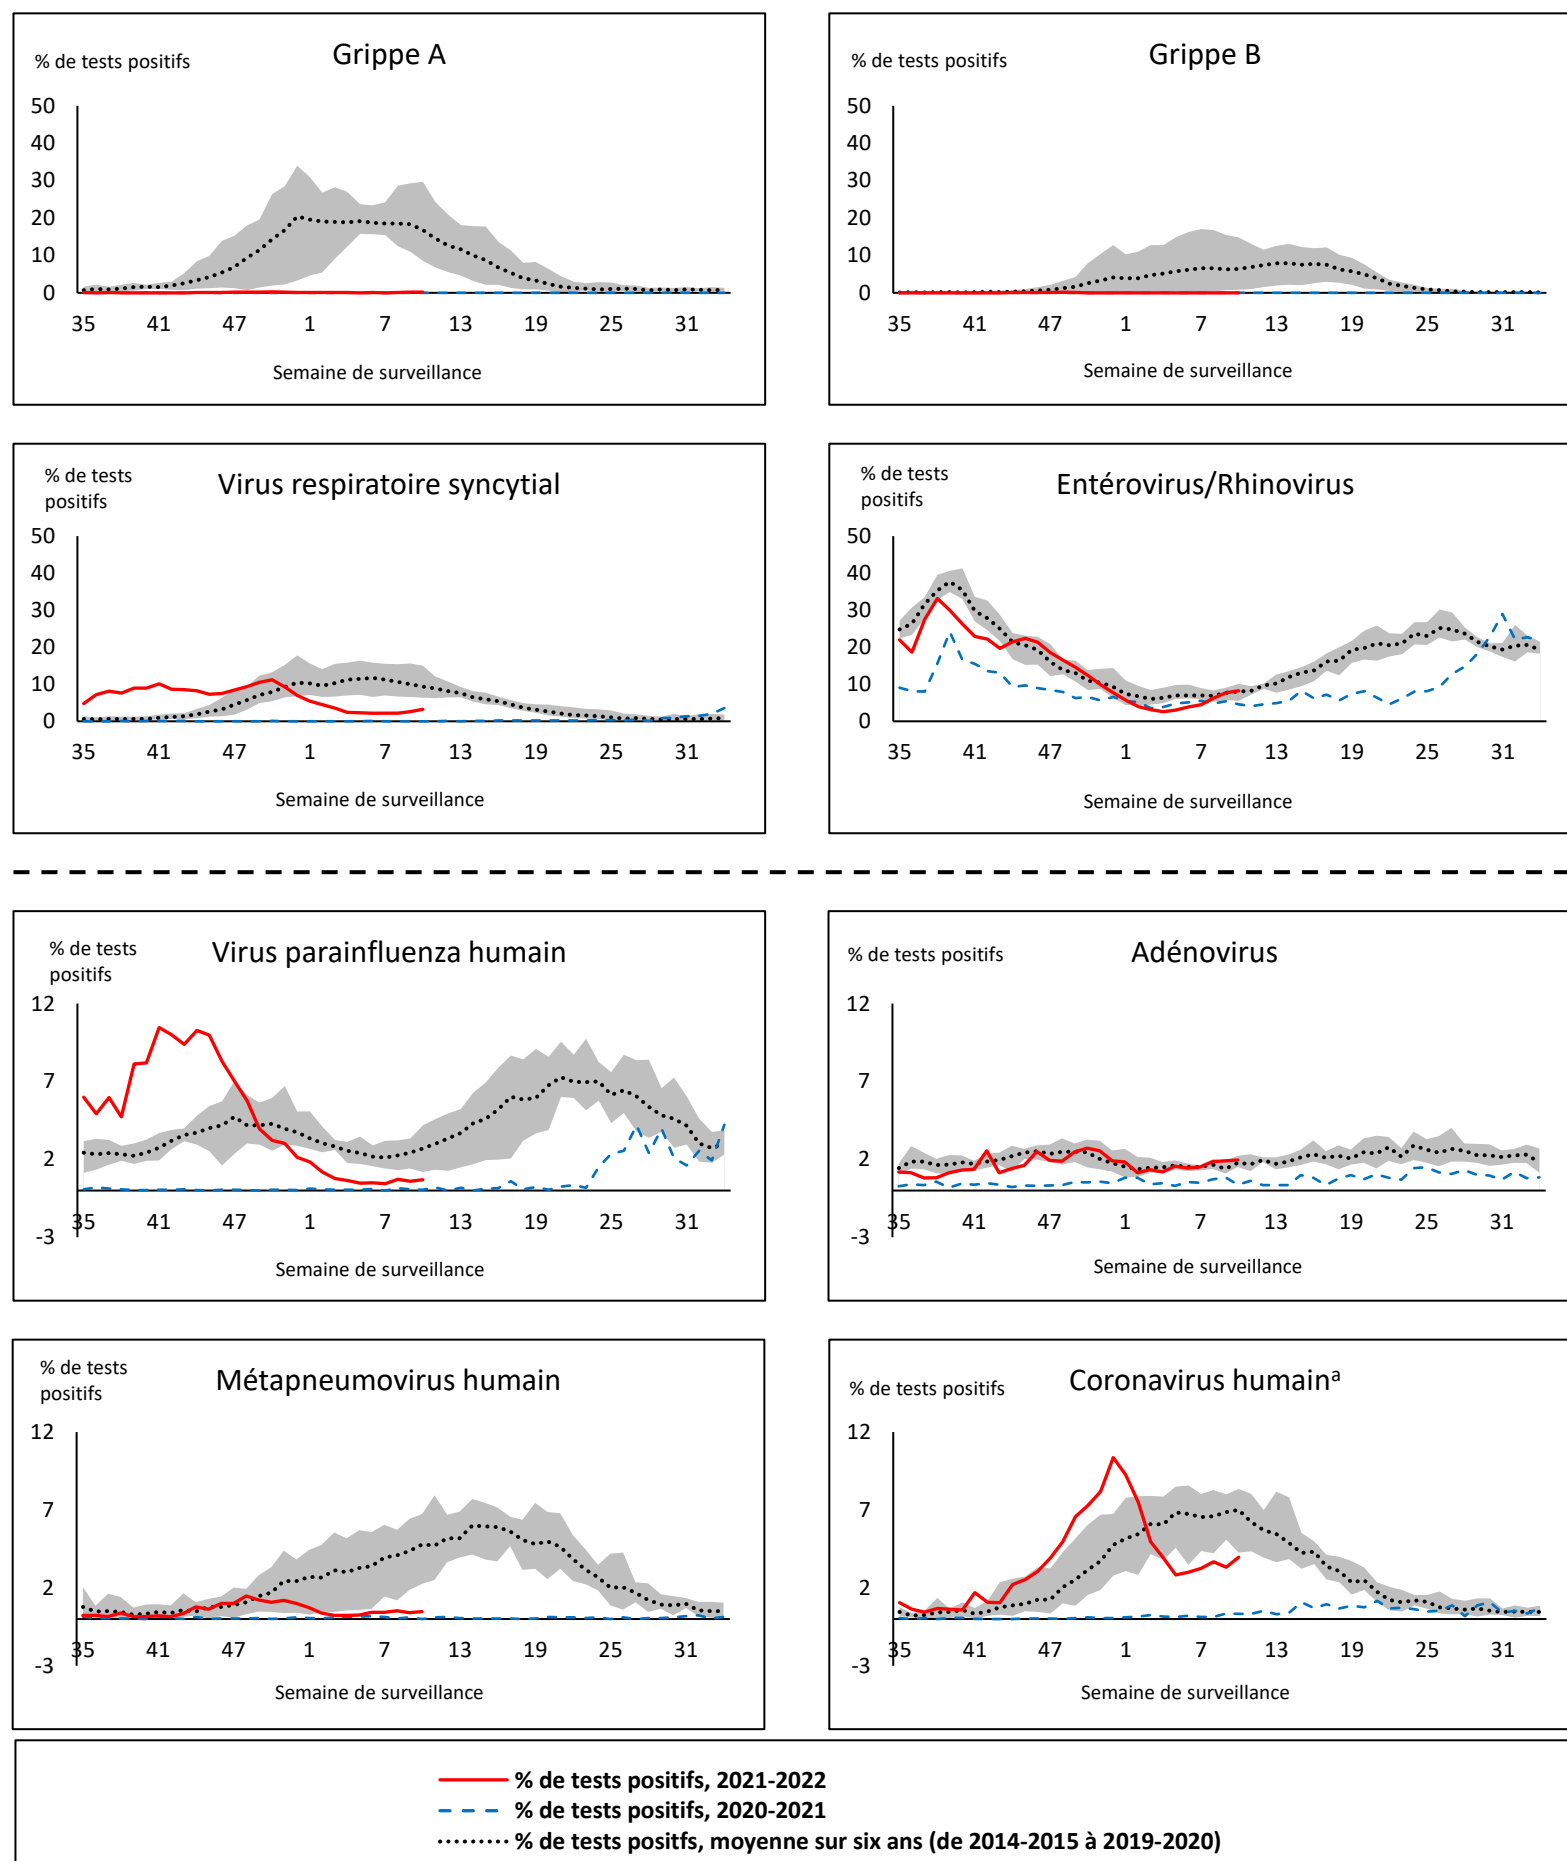 Grippe A
% de tests positifs
50
40
30
20
10
0
35 41 47 1 7 13 19 25 31
Semaine de surveillance
Grippe B
% de tests positifs
50
40
30
20
10
0
35 41 47 1 7 13 19 25 31
Semaine de surveillance
Virus respiratoire syncytial
% de tests
positifs
50
40
30
20
10
0
35 41 47 1 7 13 19 25 31
Semaine de surveillance
Entérovirus/Rhinovirus
% de tests
positifs
50
40
30
20
10
0
35 41 47 1 7 13 19 25 31
Semaine de surveillance
Virus parainfluenza humain
% de tests
positifs
12
7
2
-3
35 41 47 1 7 13 19 25 31
Semaine de surveillance
Adénovirus
% de tests positifs
12
7
2
-3
35 41 47 1 7 13 19 25 31
Semaine de surveillance
Métapneumovirus humain
% de tests
positifs
12
7
2
-3
35 41 47 1 7 13 19 25 31
Semaine de surveillance
Coronavirus humainᵃ
% de tests positifs
12
7
2
-3
35 41 47 1 7 13 19 25 31
Semaine de surveillance
% de tests positifs, 2021-2022
% de tests positifs, 2020-2021
% de tests positfs, moyenne sur six ans (de 2014-2015 à 2019-2020)